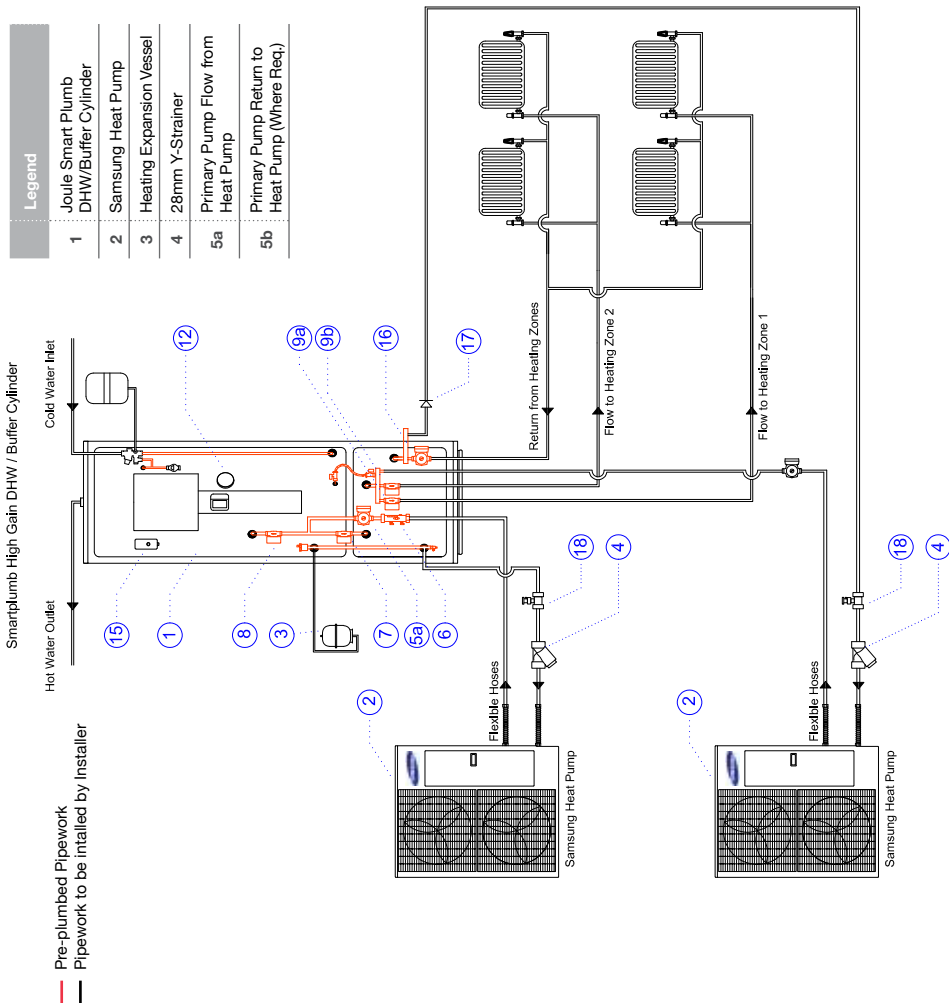 Smartplumb High Gain DHW / Buffer Cylinder
Pre-plumbed Pipework
Pipework to be intalled by Installer
Legend
1 Joule Smart Plumb
DHW/Buffer Cylinder
2 Samsung Heat Pump
3 Heating Expansion Vessel
4 28mm Y-Strainer
5a Primary Pump Flow from
Heat Pump
5b Primary Pump Return to
Heat Pump (Where Req.)
Hot Water Outlet
Cold Water Inlet
15
1
8
3
7
5a
6
12
9a
9b
16
17
Return from Heating Zones
Flow to Heating Zone 2
Flow to Heating Zone 1
18
4
2
Flexible Hoses
Samsung Heat Pump
18
4
2
Flexible Hoses
Samsung Heat Pump